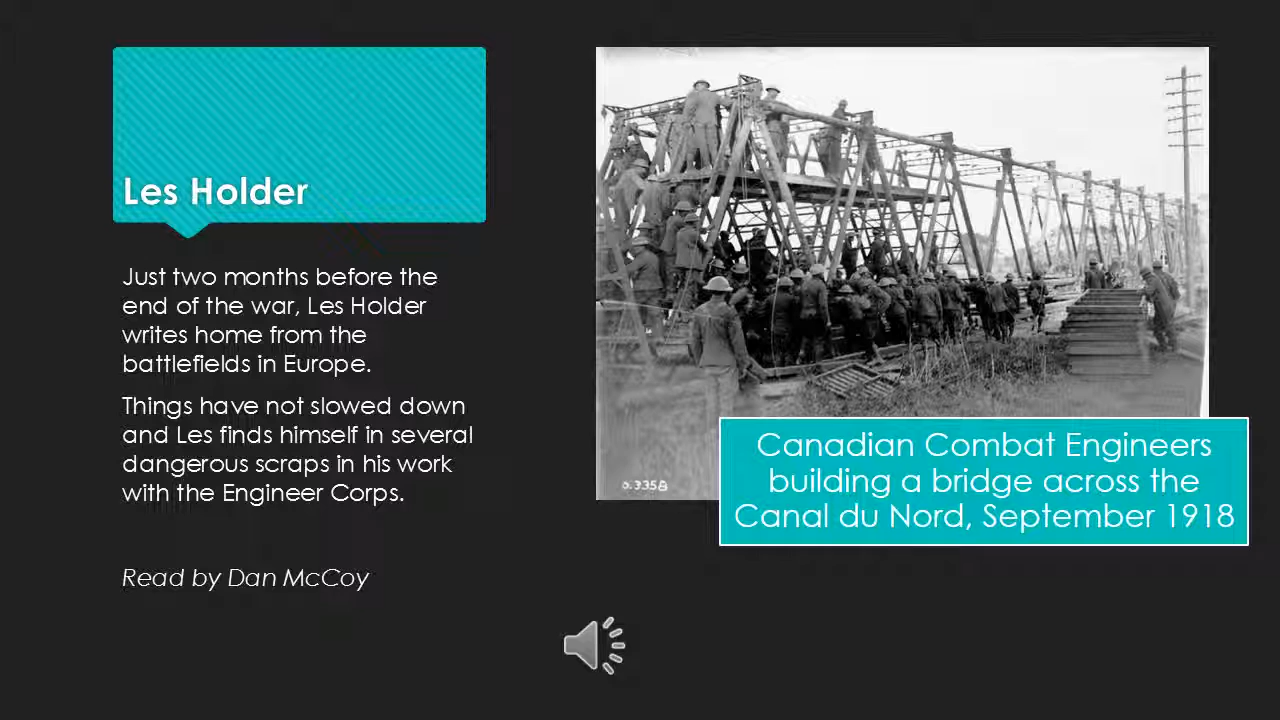 Les Holder
Just two months before the
end of the war, Les Holder
writes home from the
battlefields in Europe.
Things have not slowed down
and Les finds himself in several
dangerous scraps in his work
with the Engineer Corps.
Read by Dan McCoy
O.3358
Canadian Combat Engineers
building a bridge across the
Canal du Nord, September 1918